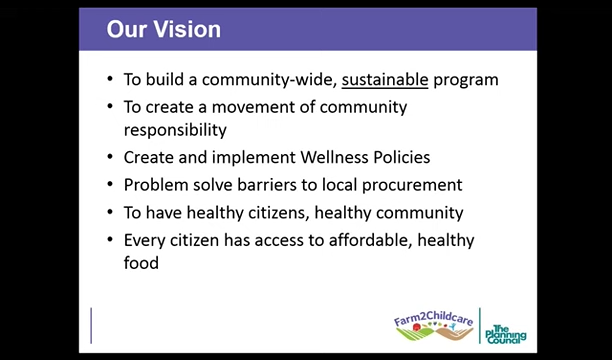 Our Vision
• To build a community-wide, sustainable program
• To create a movement of community
responsibility
• Create and implement Wellness Policies
• Problem solve barriers to local procurement
• To have healthy citizens, healthy community
• Every citizen has access to affordable, healthy
food
Farm2Childcare
The
Planning
Council